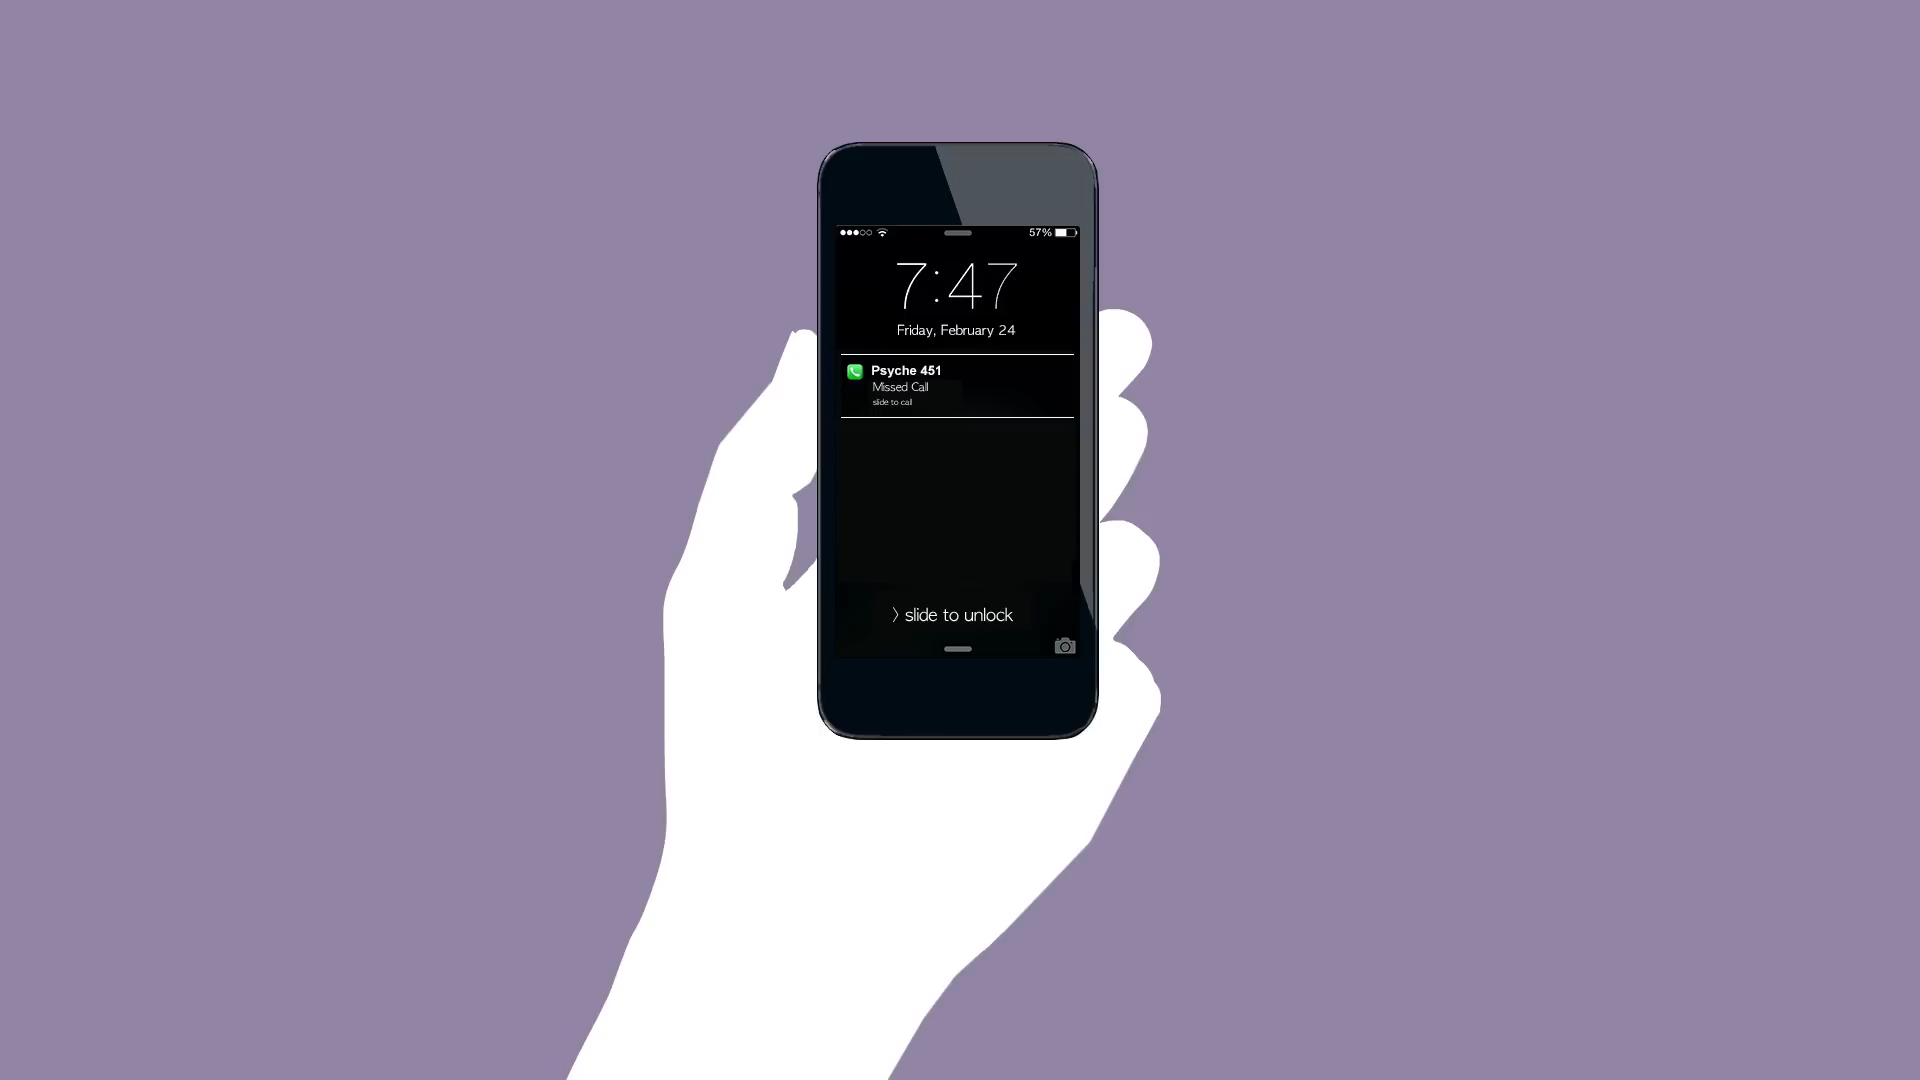 57%
7:47
Friday, February 24
Psyche 451
Missed Call
slide to call
〉slide to unlock